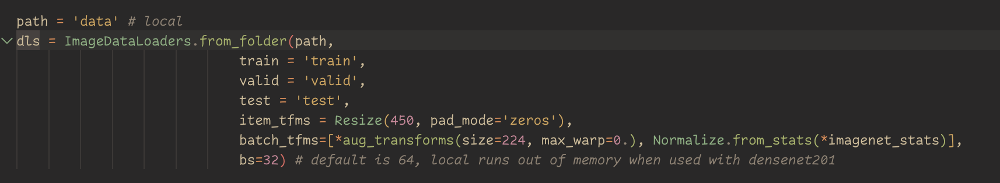 path = 'data' # local
dls = ImageDataLoaders.from_folder(path,
train = 'train',
valid = 'valid',
test = 'test',
item_tfms = Resize(450, pad_mode='zeros'),
batch_tfms=[*aug_transforms(size=224, max_warp=0.), Normalize.from_stats(*imagenet_stats)],
bs=32) # default is 64, local runs out of memory when used with densenet201